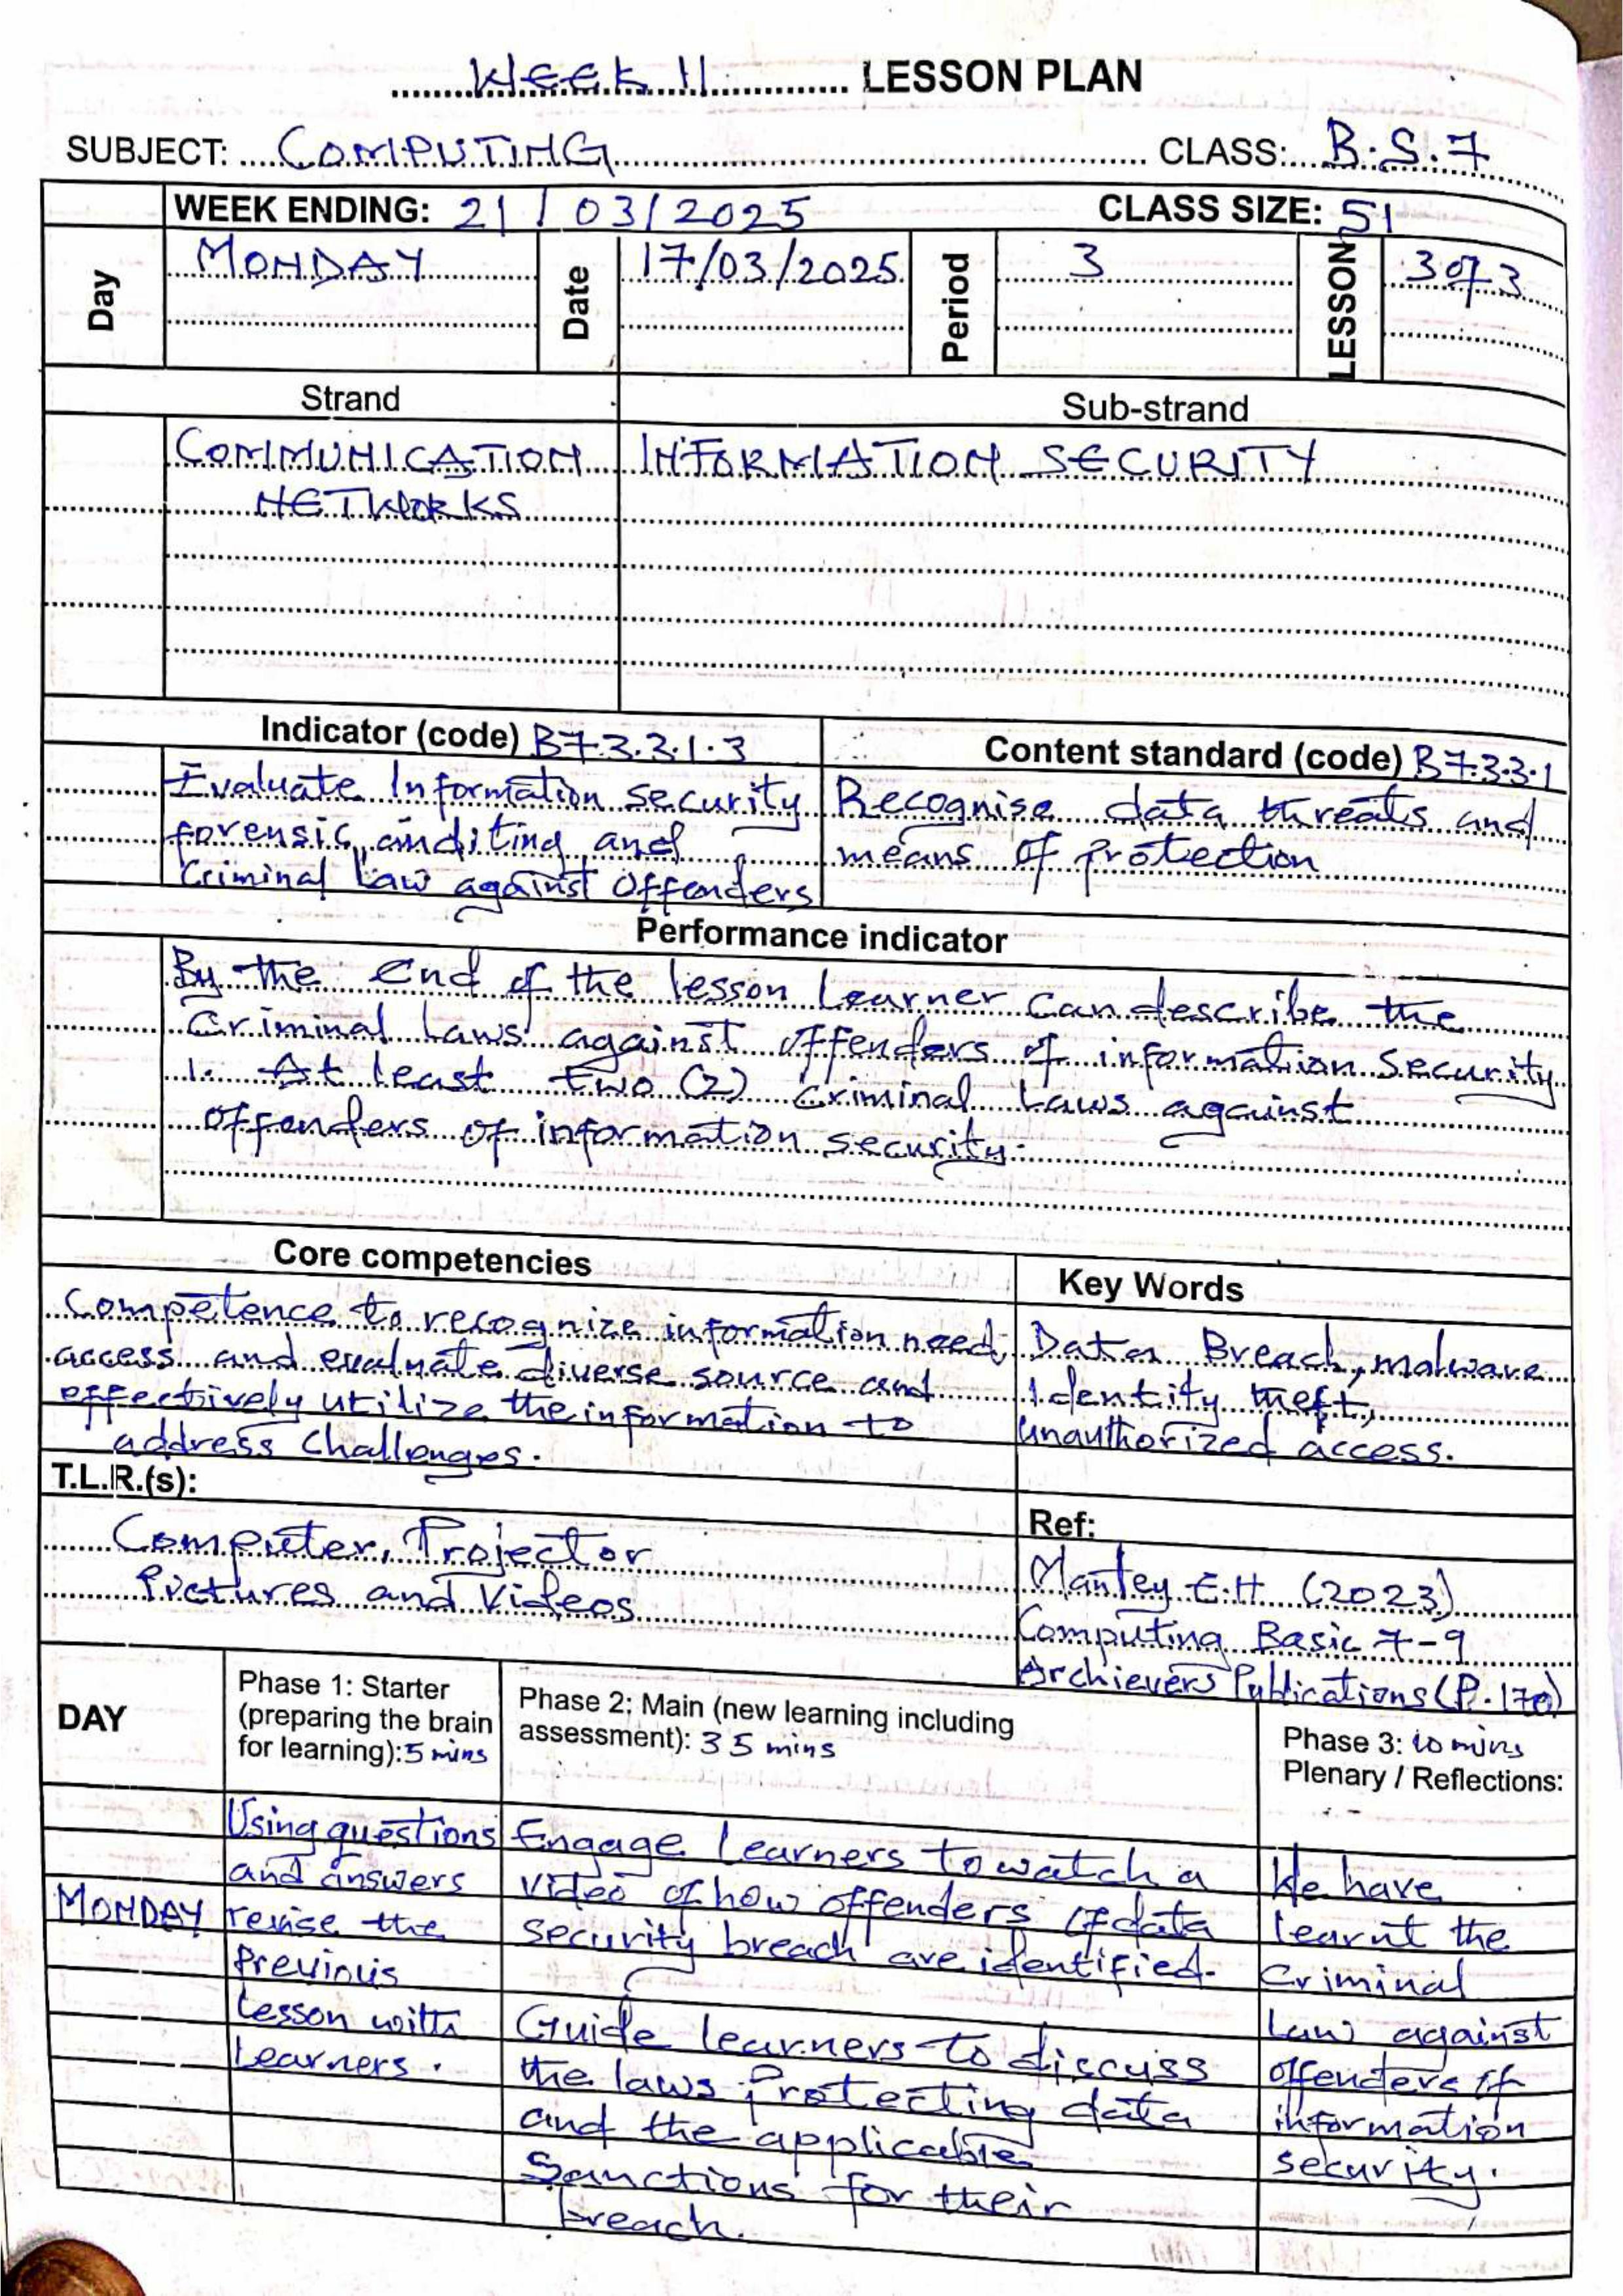 Week 11 LESSON PLAN
SUBJECT: COMPUTING CLASS: B.S.7
WEEK ENDING: 21/03/2025 CLASS SIZE: 51
Day MONDAY Date 17/03/2025 Period 3 LESSON 3 of 3
Strand Sub-strand
COMMUNICATION INFORMATION SECURITY
NETWORKS
Indicator (code) B7.3.3.1.3 Content standard (code) B7.3.3.1
Evaluate Information security Recognise data threats and
forensic, auditing and means of protection
Criminal Law against Offenders
Performance indicator
By the end of the lesson Learner can describe the
Criminal Laws against offenders of information Security
1. At least two (2) Criminal Laws against
offenders of information security.
Core competencies Key Words
Competence to recognize information need, Data Breach, malware
access and evaluate diverse source and Identity theft,
effectively utilize the information to unauthorized access.
address Challenges.
T.L.R.(s): Ref:
Computer, Projector Mantey E.H. (2023)
Pictures and Videos Computing Basic 7-9
Archievers Publications (P.170)
DAY
Phase 1: Starter
(preparing the brain
for learning): 5 mins
Phase 2: Main (new learning including
assessment): 35 mins
Phase 3: 10 mins
Plenary / Reflections:
MONDAY
Using questions
and answers
revise the
Previous
Lesson with
Learners.
Engage Learners to watch a
video of how offenders of data
security breach are identified.
Guide learners to discuss
the laws protecting data
and the applicable
Sanctions for their
breach.
We have
learnt the
Criminal
Law against
offenders of
information
security.